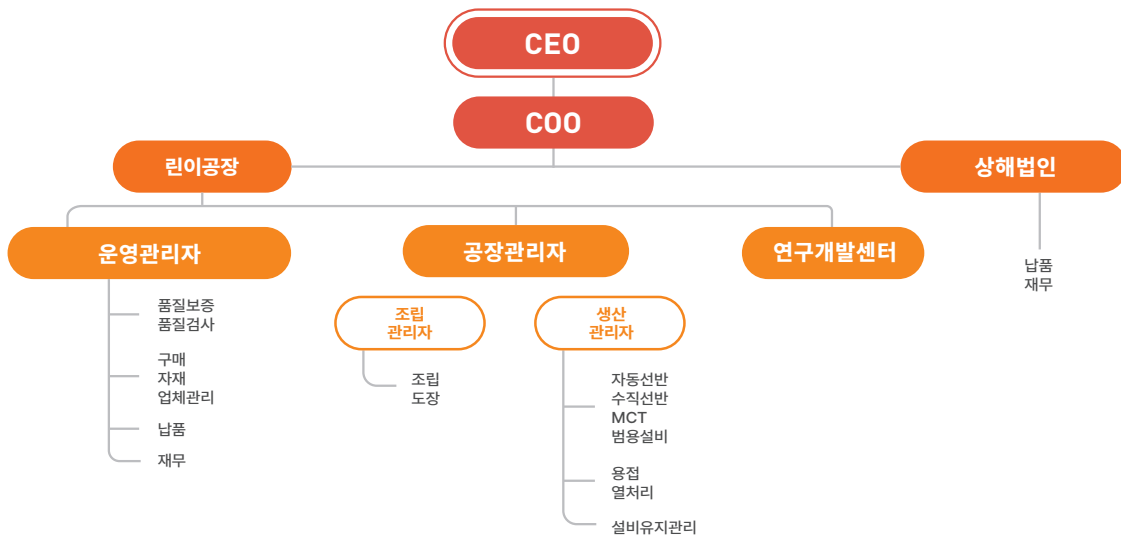 CEO
COO
린이공장
상해법인
운영관리자
공장관리자
연구개발센터
납품
재무
품질보증
품질검사
구매
자재
업체관리
납품
재무
조립
관리자
조립
도장
생산
관리자
자동선반
수직선반
MCT
범용설비
용접
열처리
설비유지관리